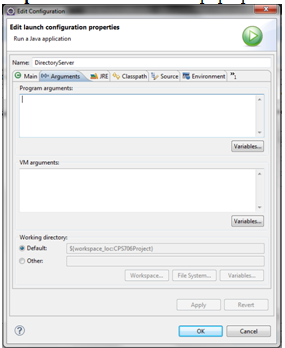 Edit Configuration
Edit launch configuration properties
Run a Java application
Name: DirectoryServer
Main (x)= Arguments JRE Classpath Source Environment »1
Program arguments:
Variables...
VM arguments:
Variables...
Working directory:
Default: ${workspace_loc:CPS706Project}
Other:
Workspace... File System... Variables...
Apply Revert
? OK Cancel